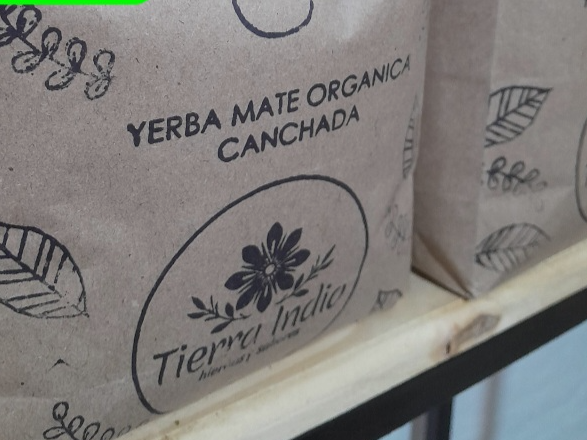 YERBA MATE ORGANICA
CANCHADA
Tierra India